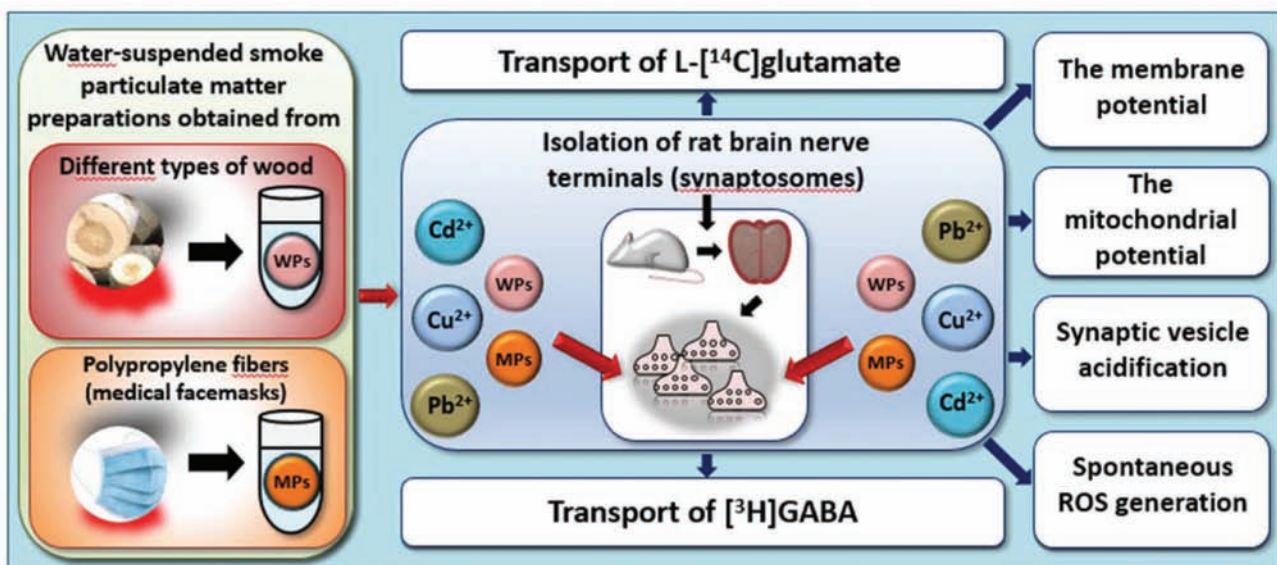 Water-suspended smoke
particulate matter
preparations obtained from
Different types of wood
WPs
Polypropylene fibers
(medical facemasks)
MPs
Transport of L-[¹⁴C]glutamate
Isolation of rat brain nerve
terminals (synaptosomes)
Cd²⁺
WPs
Cu²⁺
MPs
Pb²⁺
Pb²⁺
WPs
Cu²⁺
MPs
Cd²⁺
Transport of [³H]GABA
The membrane
potential
The
mitochondrial
potential
Synaptic vesicle
acidification
Spontaneous
ROS generation